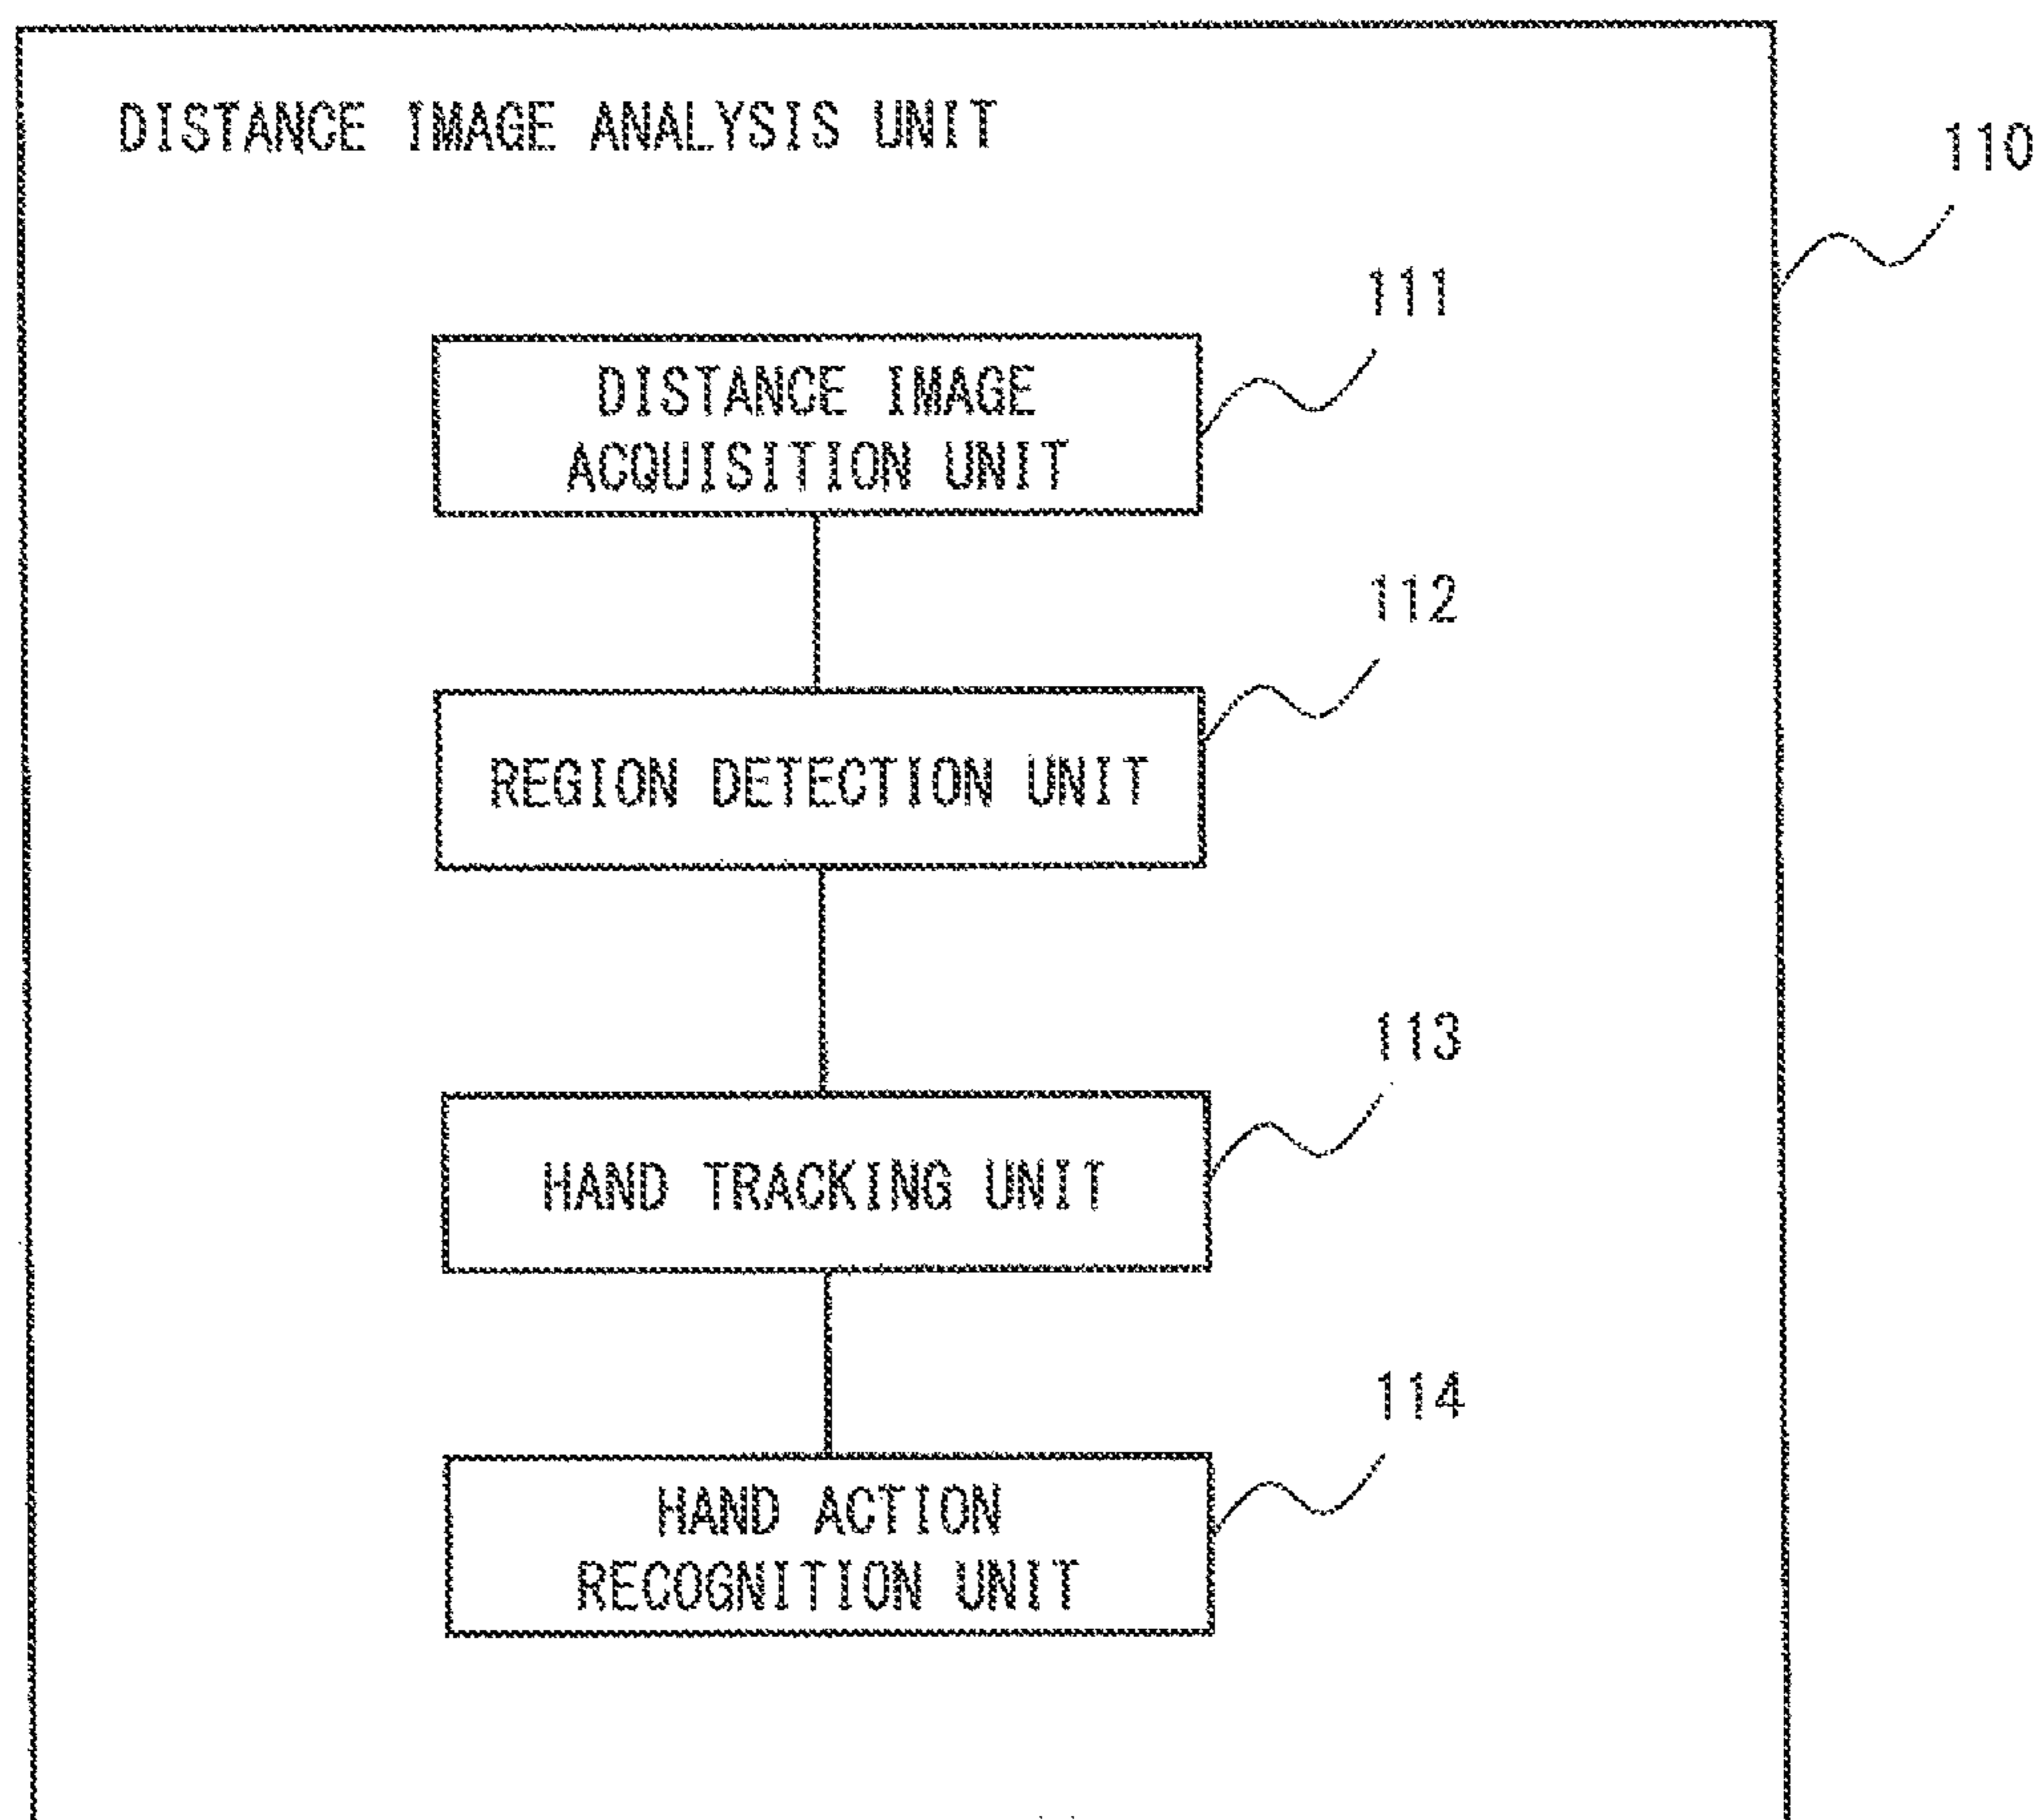 DISTANCE IMAGE ANALYSIS UNIT
110
111
DISTANCE IMAGE
ACQUISITION UNIT
112
REGION DETECTION UNIT
113
HAND TRACKING UNIT
114
HAND ACTION
RECOGNITION UNIT